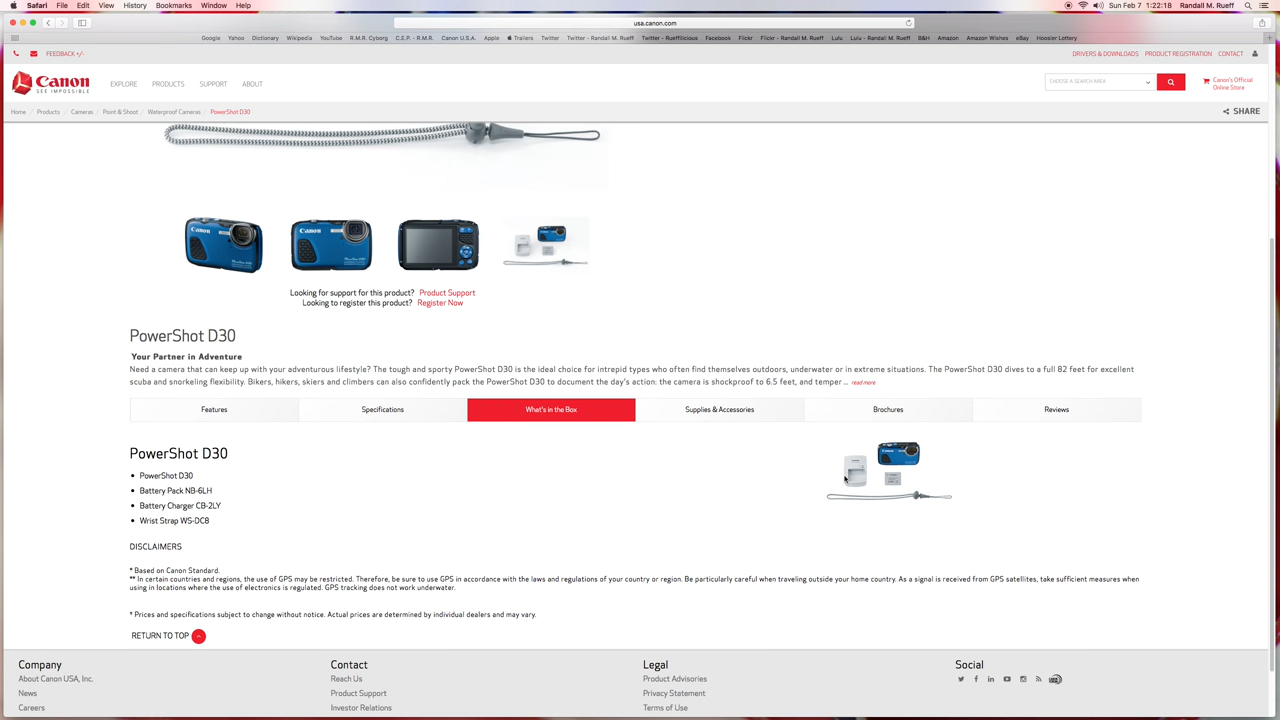 Safari File Edit View History Bookmarks Window Help Sun Feb 7 1:22:18 Randall M. Rueff
usa.canon.com
Google Yahoo Dictionary Wikipedia YouTube R.M.R. Cyborg C.E.P. - R.M.R. Canon U.S.A. Apple Trailers Twitter Twitter - Randall M. Rueff Twitter - Ruefflicious Facebook Flickr Flickr - Randall M. Rueff Lulu Lulu - Randall M. Rueff B&H Amazon Amazon Wishes eBay Hoosier Lottery
FEEDBACK +/- DRIVERS & DOWNLOADS PRODUCT REGISTRATION CONTACT
Canon
SEE IMPOSSIBLE
EXPLORE PRODUCTS SUPPORT ABOUT
CHOOSE A SEARCH AREA
Canon's Official
Online Store
Home / Products / Cameras / Point & Shoot / Waterproof Cameras / PowerShot D30
SHARE
Looking for support for this product? Product Support
Looking to register this product? Register Now
PowerShot D30
Your Partner in Adventure
Need a camera that can keep up with your adventurous lifestyle? The tough and sporty PowerShot D30 is the ideal choice for intrepid types who often find themselves outdoors, underwater or in extreme situations. The PowerShot D30 dives to a full 82 feet for excellent
scuba and snorkeling flexibility. Bikers, hikers, skiers and climbers can also confidently pack the PowerShot D30 to document the day's action: the camera is shockproof to 6.5 feet, and temper ... read more
Features Specifications What's in the Box Supplies & Accessories Brochures Reviews
PowerShot D30
• PowerShot D30
• Battery Pack NB-6LH
• Battery Charger CB-2LY
• Wrist Strap WS-DC8
DISCLAIMERS
* Based on Canon Standard.
** In certain countries and regions, the use of GPS may be restricted. Therefore, be sure to use GPS in accordance with the laws and regulations of your country or region. Be particularly careful when traveling outside your home country. As a signal is received from GPS satellites, take sufficient measures when
using in locations where the use of electronics is regulated. GPS tracking does not work underwater.
† Prices and specifications subject to change without notice. Actual prices are determined by individual dealers and may vary.
RETURN TO TOP
Company Contact Legal Social
About Canon USA, Inc. Reach Us Product Advisories
News Product Support Privacy Statement
Careers Investor Relations Terms of Use